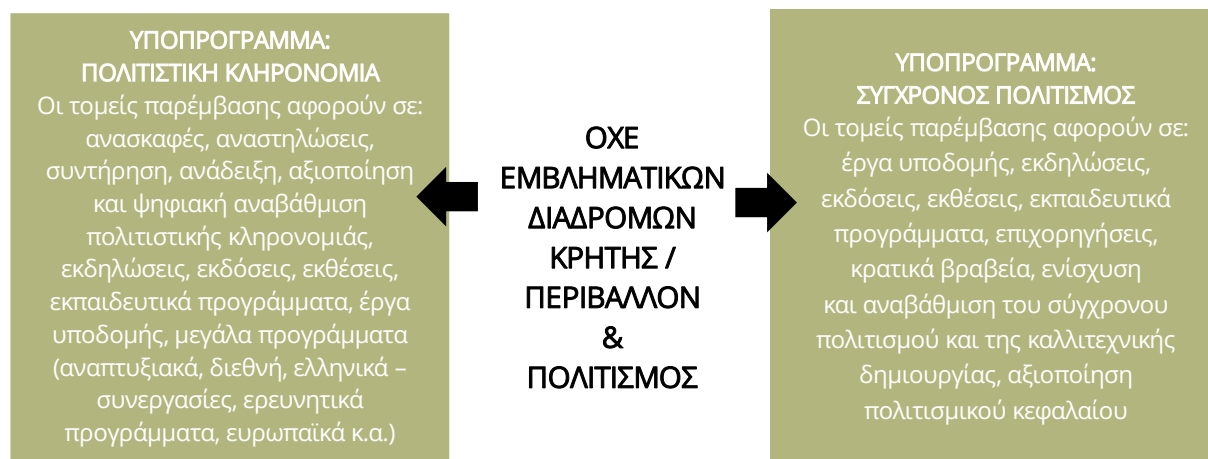 ΥΠΟΠΡΟΓΡΑΜΜΑ:
ΠΟΛΙΤΙΣΤΙΚΗ ΚΛΗΡΟΝΟΜΙΑ
Οι τομείς παρέμβασης αφορούν σε:
ανασκαφές, αναστηλώσεις,
συντήρηση, ανάδειξη, αξιοποίηση
και ψηφιακή αναβάθμιση
πολιτιστικής κληρονομιάς,
εκδηλώσεις, εκδόσεις, εκθέσεις,
εκπαιδευτικά προγράμματα, έργα
υποδομής, μεγάλα προγράμματα
(αναπτυξιακά, διεθνή, ελληνικά –
συνεργασίες, ερευνητικά
προγράμματα, ευρωπαϊκά κ.α.)
ΟΧΕ
ΕΜΒΛΗΜΑΤΙΚΩΝ
ΔΙΑΔΡΟΜΩΝ
ΚΡΗΤΗΣ /
ΠΕΡΙΒΑΛΛΟΝ
&
ΠΟΛΙΤΙΣΜΟΣ
ΥΠΟΠΡΟΓΡΑΜΜΑ:
ΣΥΓΧΡΟΝΟΣ ΠΟΛΙΤΙΣΜΟΣ
Οι τομείς παρέμβασης αφορούν σε:
έργα υποδομής, εκδηλώσεις,
εκδόσεις, εκθέσεις, εκπαιδευτικά
προγράμματα, επιχορηγήσεις,
κρατικά βραβεία, ενίσχυση
και αναβάθμιση του σύγχρονου
πολιτισμού και της καλλιτεχνικής
δημιουργίας, αξιοποίηση
πολιτισμικού κεφαλαίου